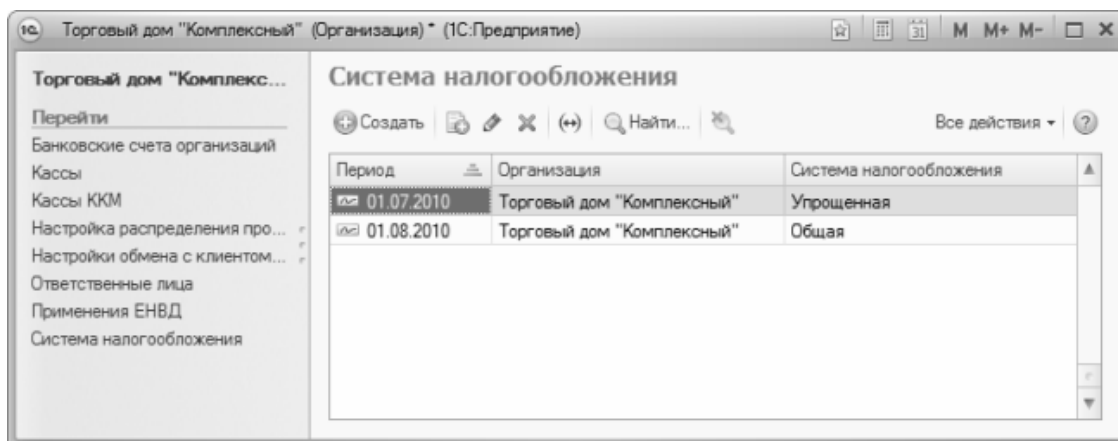 1С Торговый дом "Комплексный" (Организация) * (1С:Предприятие) 31 M M+ M-
Торговый дом "Комплекс...
Перейти
Банковские счета организаций
Кассы
Кассы ККМ
Настройка распределения про...
Настройки обмена с клиентом...
Ответственные лица
Применения ЕНВД
Система налогообложения
Система налогообложения
Создать Найти... Все действия ?
Период Организация Система налогообложения
01.07.2010 Торговый дом "Комплексный" Упрощенная
01.08.2010 Торговый дом "Комплексный" Общая